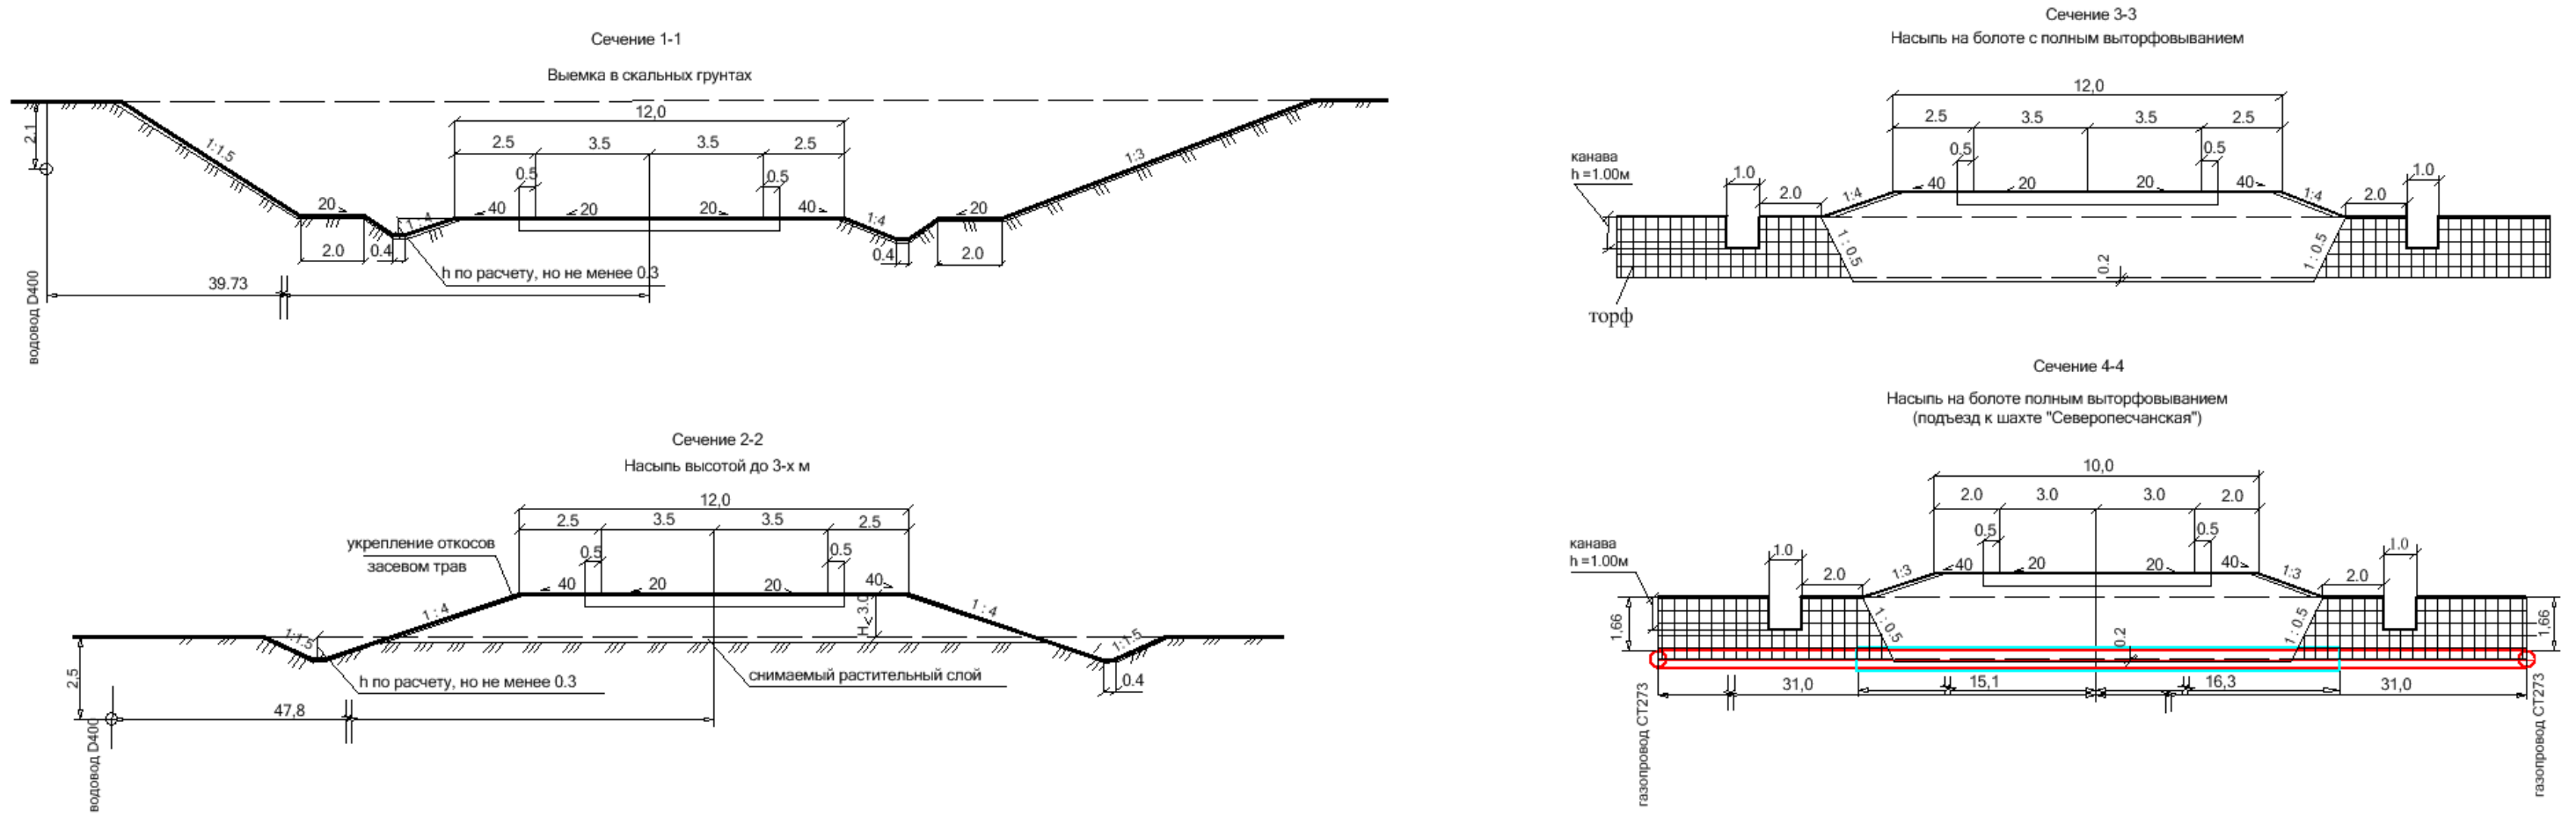 Сечение 1-1
Выемка в скальных грунтах
12,0
2.5 3.5 3.5 2.5
0.5 0.5
2.1
1:1.5
1:3
20 40 20 20 40 20
1:4 1:4
2.0 0.4 0.4 2.0
h по расчету, но не менее 0.3
39.73
водовод D400
Сечение 2-2
Насыпь высотой до 3-х м
12,0
2.5 3.5 3.5 2.5
укрепление откосов
засевом трав
0.5 0.5
40 20 20 40
1:4 1:4
H<3.0
1:1.5 1:1.5
2,5
h по расчету, но не менее 0.3
снимаемый растительный слой
0.4
47,8
водовод D400
Сечение 3-3
Насыпь на болоте с полным выторфовыванием
12,0
2.5 3.5 3.5 2.5
канава
h =1.00м
0.5 0.5
1.0 1.0
2.0 2.0
40 20 20 40
1:4 1:4
1:0.5 1:0.5
0.2
торф
Сечение 4-4
Насыпь на болоте полным выторфовыванием
(подъезд к шахте "Северопесчанская")
10,0
2.0 3.0 3.0 2.0
канава
h =1.00м
0.5 0.5
1.0 1.0
2.0 2.0
40 20 20 40
1:3 1:3
1:0.5 1:0.5
1,66 1,66
0.2
31,0 15,1 16,3 31,0
газопровод СТ273
газопровод СТ273